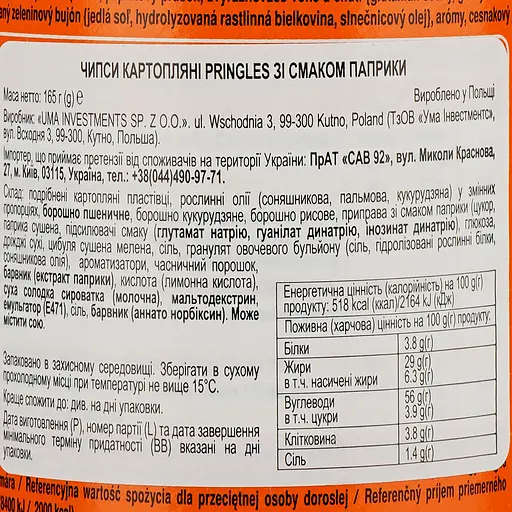 aný zeleninový bujón {jedlá soľ, hydrolyzovaná rastlinná bielkovina, slnečnicový olej}, arómy, cesnakový
ЧИПСИ КАРТОПЛЯНІ PRINGLES ЗІ СМАКОМ ПАПРИКИ
Маса нетто: 165 г (g) ℮ Вироблено у Польщі
Виробник: «UMA INVESTMENTS SP. Z O.O.». ul. Wschodnia 3, 99-300 Kutno, Poland (ТзОВ «Ума Інвестментс»,
вул. Всходня 3, 99-300, Кутно, Польша).
Імпортер, що приймає претензії від споживачів на території України: ПрАТ «САВ 92», вул. Миколи Краснова,
27, м. Київ, 03115, Україна, тел.: +38(044)490-97-71.
Склад: подрібнені картопляні пластівці, рослинні олії (соняшникова, пальмова, кукурудзяна) у змінних
пропорціях, борошно пшеничне, борошно кукурудзяне, борошно рисове, приправа зі смаком паприки (цукор,
паприка сушена, підсилювачі смаку (глутамат натрію, гуанілат динатрію, інозинат динатрію), глюкоза,
дріжджі сухі, цибуля сушена мелена, сіль, гранулят овочевого бульйону (сіль, гідролізовані рослинні білки,
соняшникова олія), ароматизатори, часничний порошок,
барвник (екстракт паприки), кислота (лимонна кислота),
суха солодка сироватка (молочна), мальтодекстрин,
емульгатор (Е471), сіль, барвник (аннато норбіксин). Може
містити сою.
Запаковано в захисному середовищі. Зберігати в сухому
прохолодному місці при температурі не вище 15°C.
Краще спожити до: див. на дні упаковки.
Дата виготовлення (P), номер партії (L) та дата завершення
мінімального терміну придатності (BB) вказані на дні
упаковки.
Енергетична цінність (калорійність) на 100 g(г)
продукту: 518 kcal (ккал)/2164 kJ (кДж)
Поживна (харчова) цінність на 100 g(г) продукту:
Білки 3.8 g(г)
Жири 29 g(г)
в т.ч. насичені жири 6.3 g(г)
Вуглеводи 56 g(г)
в т.ч. цукри 3.9 g(г)
Клітковина 3.8 g(г)
Сіль 1.4 g(г)
/ Referencyjna wartość spożycia dla przeciętnej osoby dorosłej / Referenčný príjem priemerného
8400 kJ / 2000 kcal)